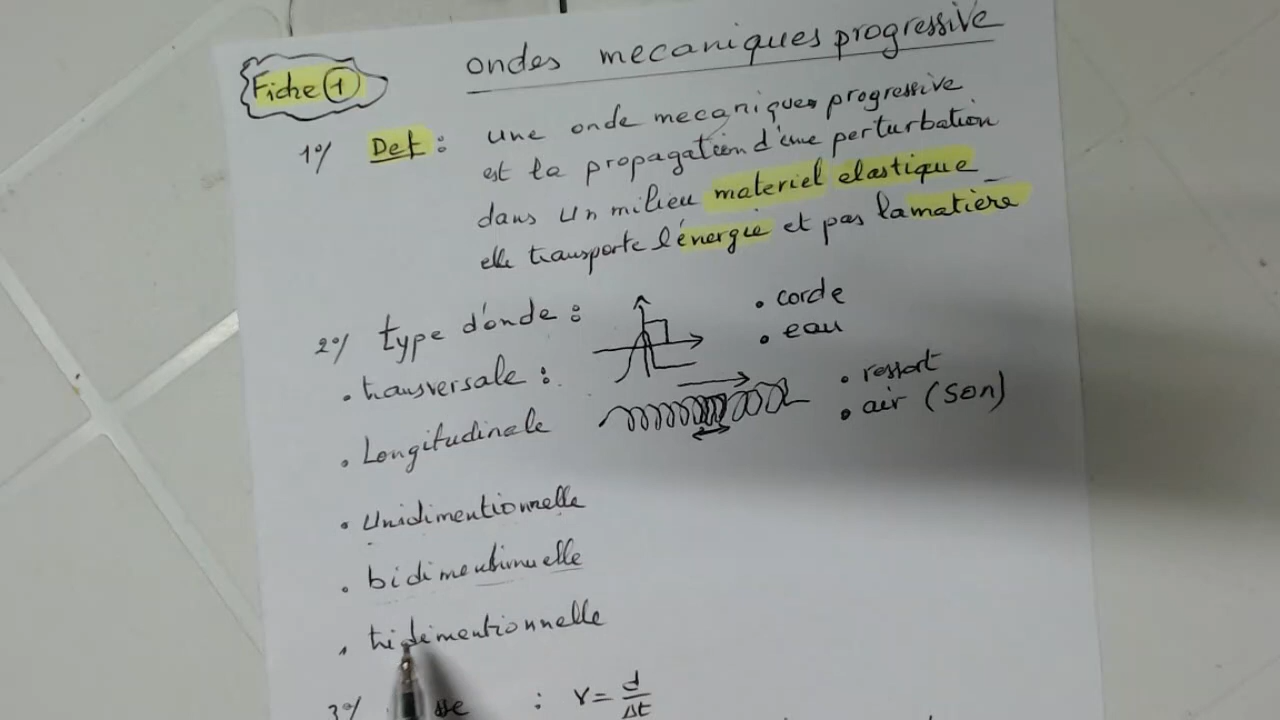 Fiche 1
ondes mecaniques progressive
1°/ Def : une onde mecaniques progressive
est la propagation d'une perturbation
dans un milieu materiel elastique
elle transporte l'énergie et pas la matière
2°/ type d'onde :
• corde
• eau
• transversale :
• ressort
• Longitudinale
• air (son)
• Unidimentionnelle
• bidimentionnelle
• tridimentionnelle
3°/ : V = d/Δt